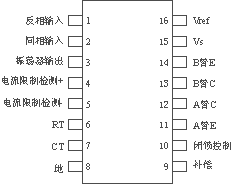 反相输入 1 16 Vref
同相输入 2 15 Vs
振荡器输出 3 14 B管E
电流限制检测+ 4 13 B管C
电流限制检测- 5 12 A管C
RT 6 11 A管E
CT 7 10 闭锁控制
地 8 9 补偿